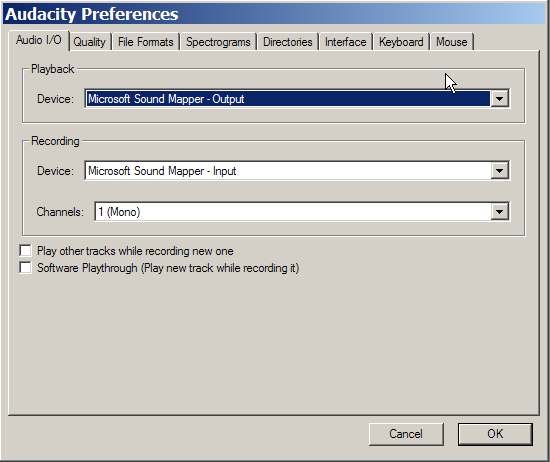 Audacity Preferences
Audio I/O Quality File Formats Spectrograms Directories Interface Keyboard Mouse
Playback
Device: Microsoft Sound Mapper - Output
Recording
Device: Microsoft Sound Mapper - Input
Channels: 1 (Mono)
Play other tracks while recording new one
Software Playthrough (Play new track while recording it)
Cancel OK